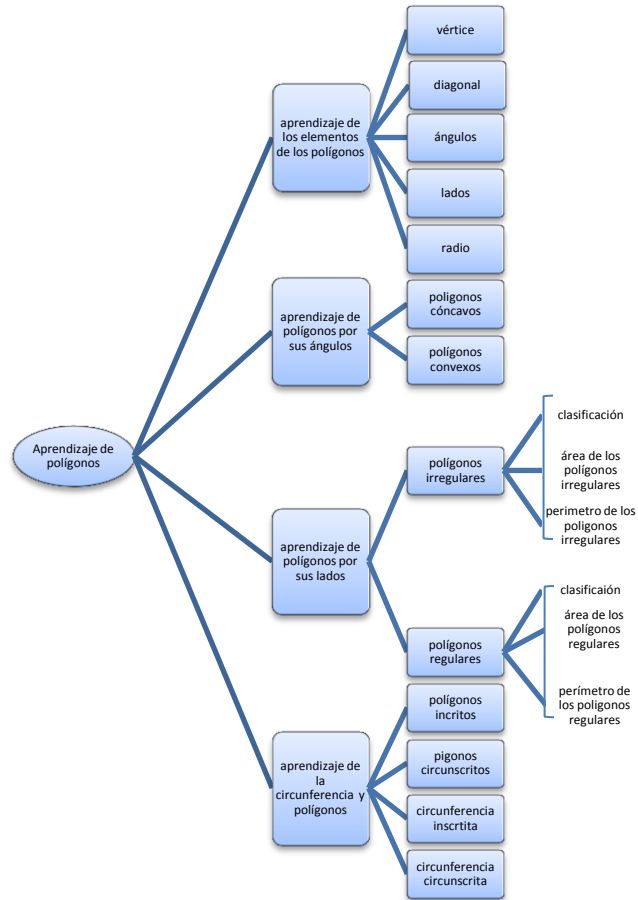 Aprendizaje de
polígonos
aprendizaje de
los elementos
de los polígonos
vértice
diagonal
ángulos
lados
radio
aprendizaje de
polígonos por
sus ángulos
poligonos
cóncavos
polígonos
convexos
aprendizaje de
polígonos por
sus lados
polígonos
irregulares
clasificación
área de los
polígonos
irregulares
perimetro de los
poligonos
irregulares
polígonos
regulares
clasificaión
área de los
polígonos
regulares
perímetro de
los poligonos
regulares
aprendizaje de
la
circunferencia y
polígonos
polígonos
incritos
pigonos
circunscritos
circunferencia
inscrtita
circunferencia
circunscrita